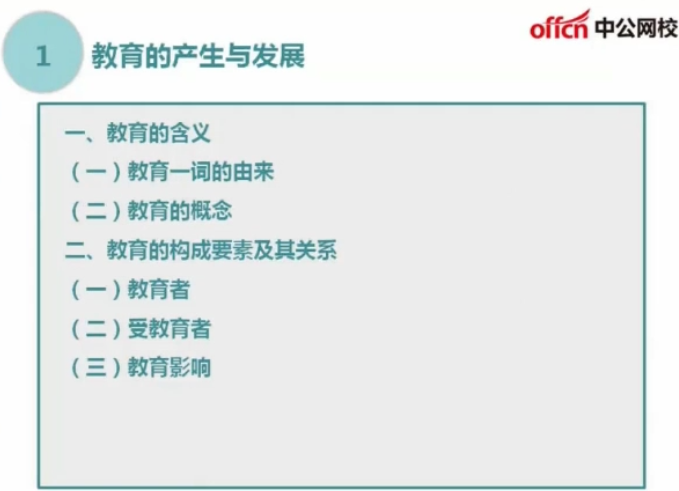 offcn 中公网校
1 教育的产生与发展
一、教育的含义
（一）教育一词的由来
（二）教育的概念
二、教育的构成要素及其关系
（一）教育者
（二）受教育者
（三）教育影响